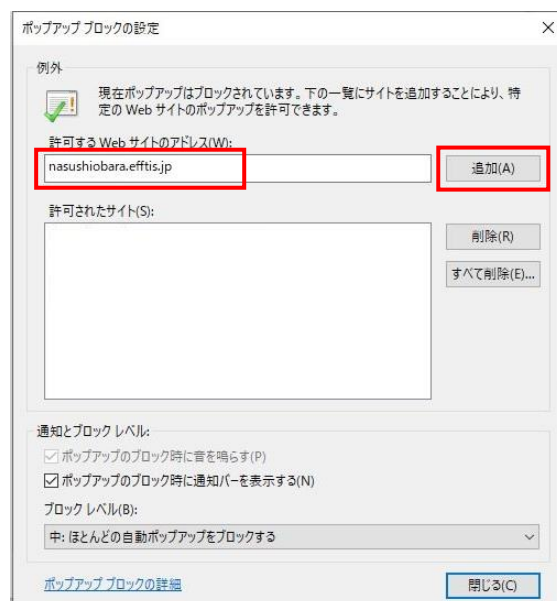 ポップアップ ブロックの設定
例外
現在ポップアップはブロックされています。下の一覧にサイトを追加することにより、特
定の Web サイトのポップアップを許可できます。
許可する Web サイトのアドレス(W):
nasushiobara.efftis.jp
追加(A)
許可されたサイト(S):
削除(R)
すべて削除(E)...
通知とブロック レベル:
ポップアップのブロック時に音を鳴らす(P)
ポップアップのブロック時に通知バーを表示する(N)
ブロック レベル(B):
中: ほとんどの自動ポップアップをブロックする
ポップアップ ブロックの詳細
閉じる(C)